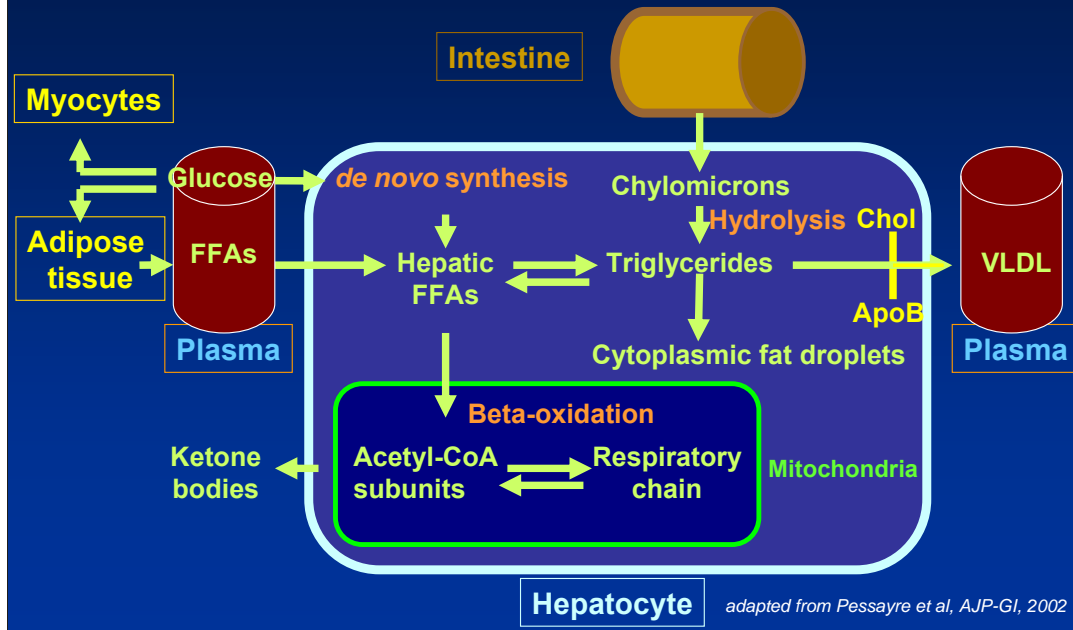 Intestine
Myocytes
Glucose
de novo synthesis
Chylomicrons
Hydrolysis
Chol
Adipose
tissue
FFAs
Hepatic
FFAs
Triglycerides
VLDL
ApoB
Plasma
Cytoplasmic fat droplets
Plasma
Beta-oxidation
Ketone
bodies
Acetyl-CoA
subunits
Respiratory
chain
Mitochondria
Hepatocyte
adapted from Pessayre et al, AJP-GI, 2002